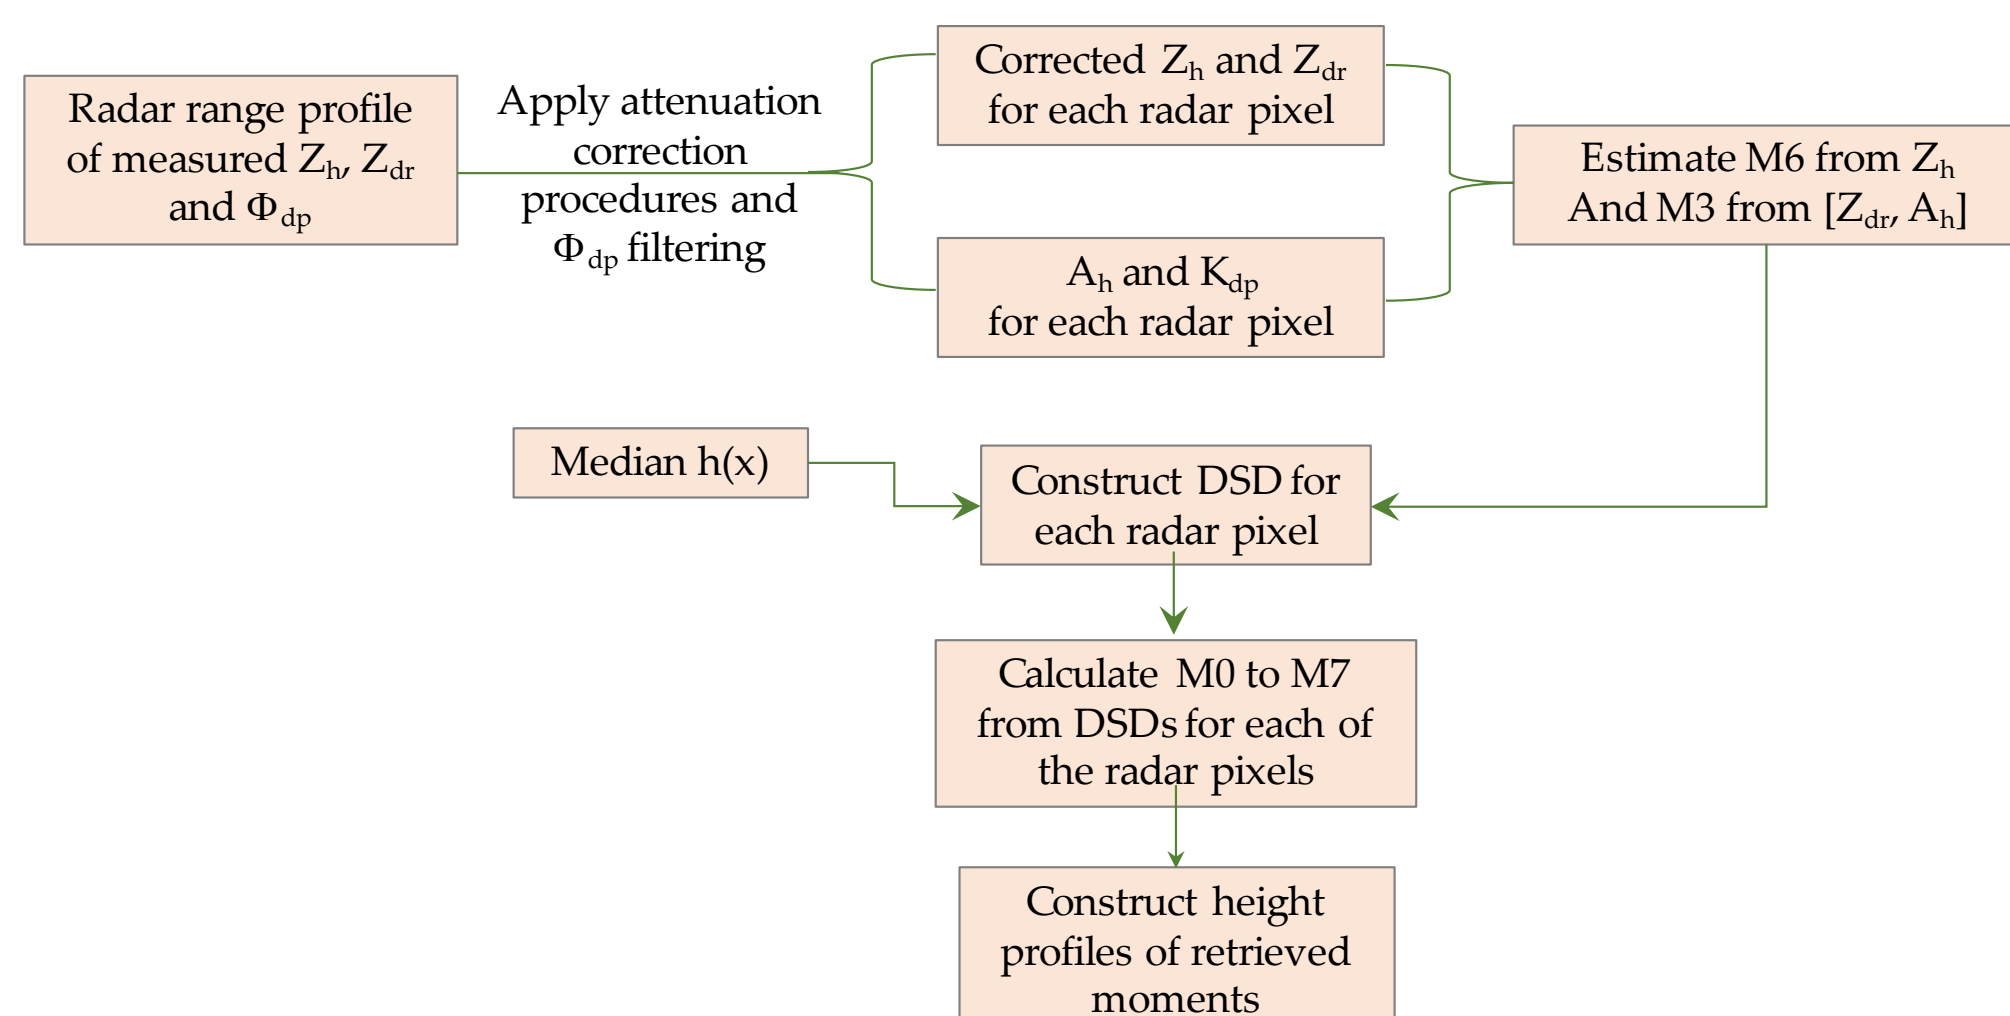 Radar range profile
of measured Zh, Zdr
and Φdp
Apply attenuation
correction
procedures and
Φdp filtering
Corrected Zh and Zdr
for each radar pixel
Ah and Kdp
for each radar pixel
Estimate M6 from Zh
And M3 from [Zdr, Ah]
Median h(x)
Construct DSD for
each radar pixel
Calculate M0 to M7
from DSDs for each of
the radar pixels
Construct height
profiles of retrieved
moments